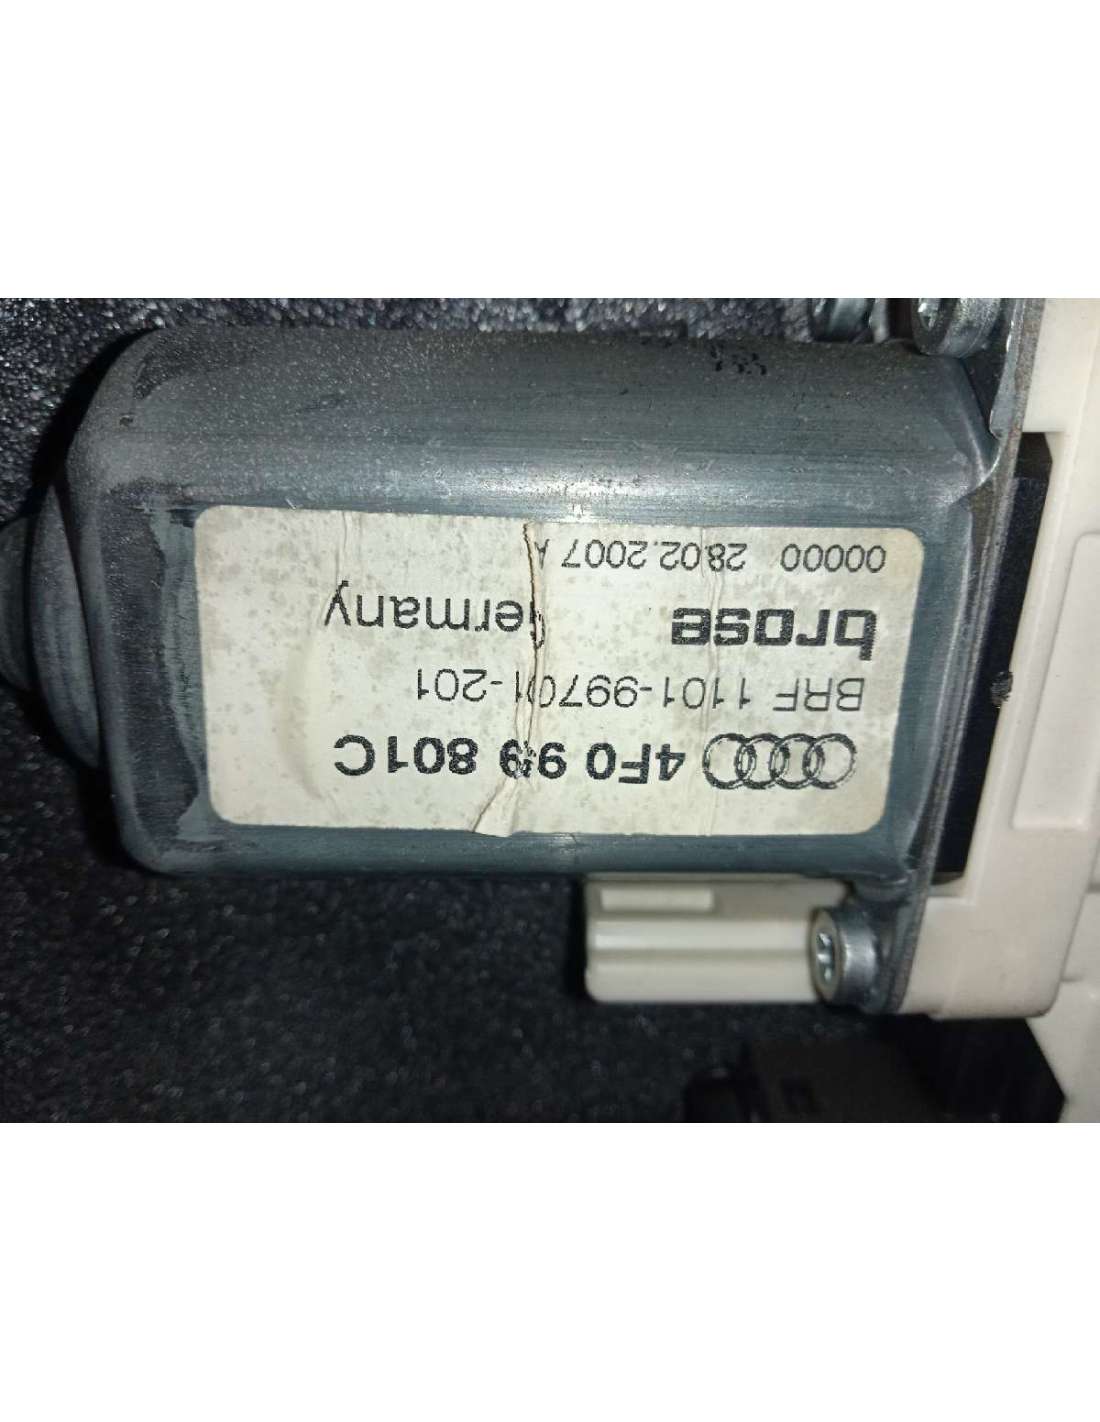 4F0 959 801C
BRF 1101-99701-201
brose Germany
00000 28.02.2007 A